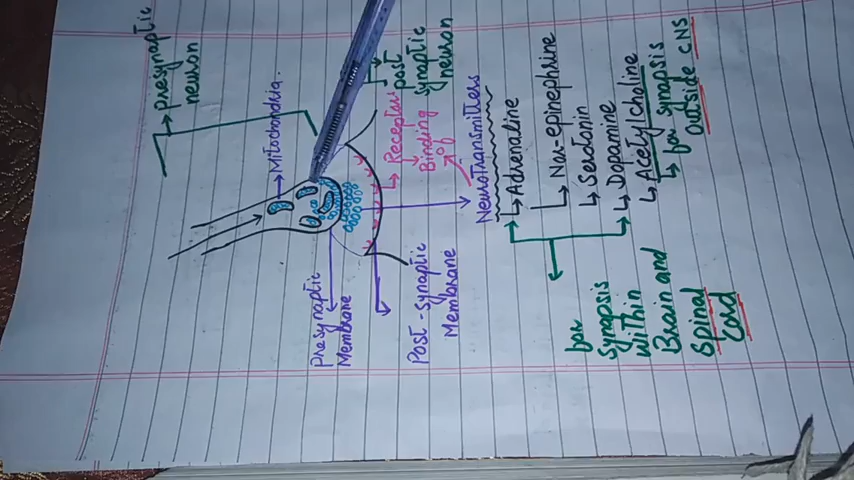 presynaptic
neuron
Mitochondria.
post
synaptic
neuron
Receptors
Binding
of
Presynaptic
Membrane
Post-synaptic
Membrane
NeuroTransmitters
Adrenaline
Nor-epinephrine
Serotonin
Dopamine
Acetylcholine
for synapsis
outside CNS
for
synapsis
within
Brain and
Spinal
Cord